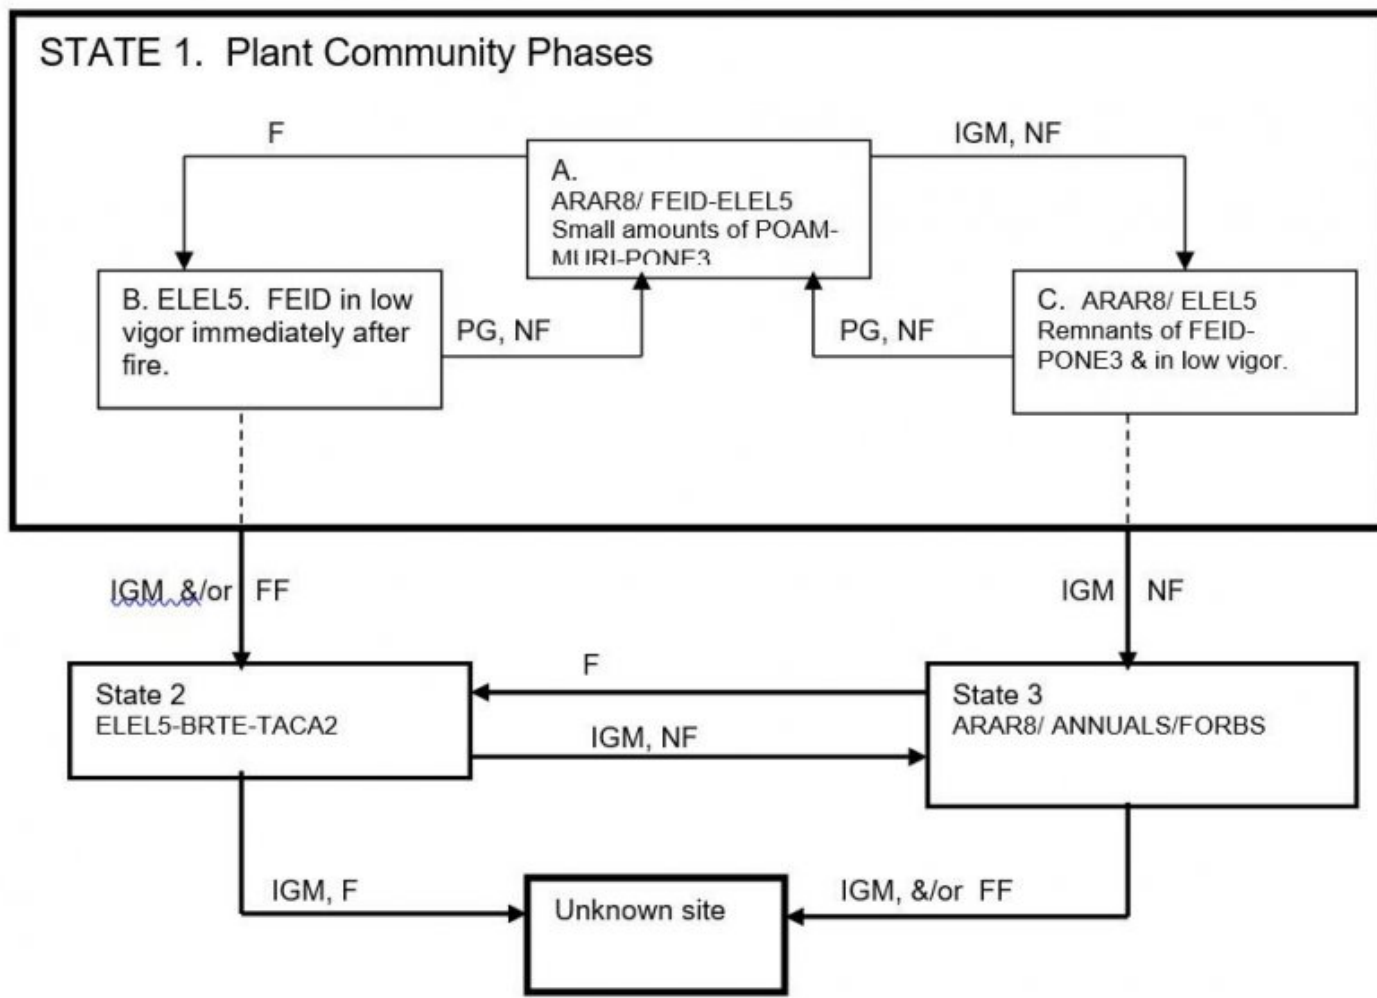 STATE 1. Plant Community Phases
F
IGM, NF
A.
ARAR8/ FEID-ELEL5
Small amounts of POAM-
MURI-PONE3
B. ELEL5. FEID in low
vigor immediately after
fire.
PG, NF
PG, NF
C. ARAR8/ ELEL5
Remnants of FEID-
PONE3 & in low vigor.
IGM &/or FF
IGM NF
State 2
ELEL5-BRTE-TACA2
F
IGM, NF
State 3
ARAR8/ ANNUALS/FORBS
IGM, F
Unknown site
IGM, &/or FF